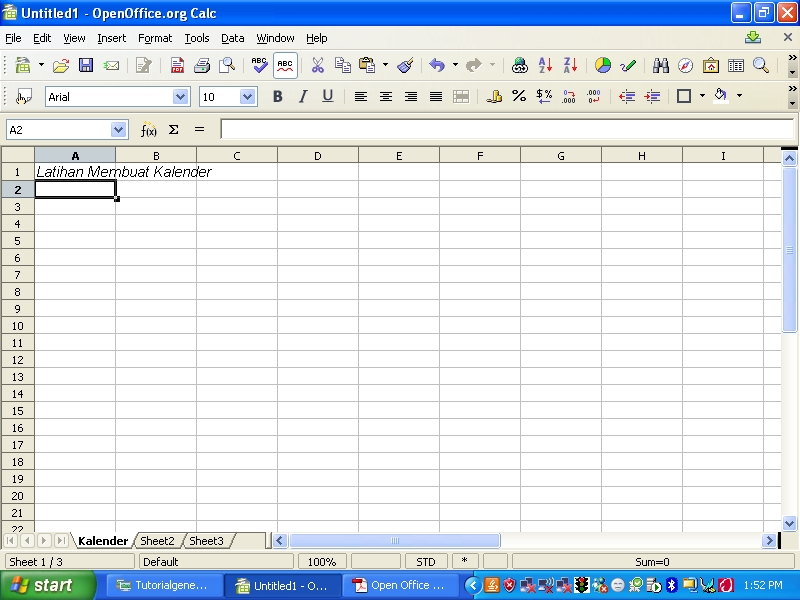 Untitled1 - OpenOffice.org Calc
File Edit View Insert Format Tools Data Window Help
ABC ABC
Arial 10 B I U
A2 f(x) Σ =
A B C D E F G H I
1 Latihan Membuat Kalender
2
3
4
5
6
7
8
9
10
11
12
13
14
15
16
17
18
19
20
21
22
Kalender Sheet2 Sheet3
Sheet 1 / 3 Default 100% STD * Sum=0
start Tutorialgene... Untitled1 - O... Open Office ... 1:52 PM